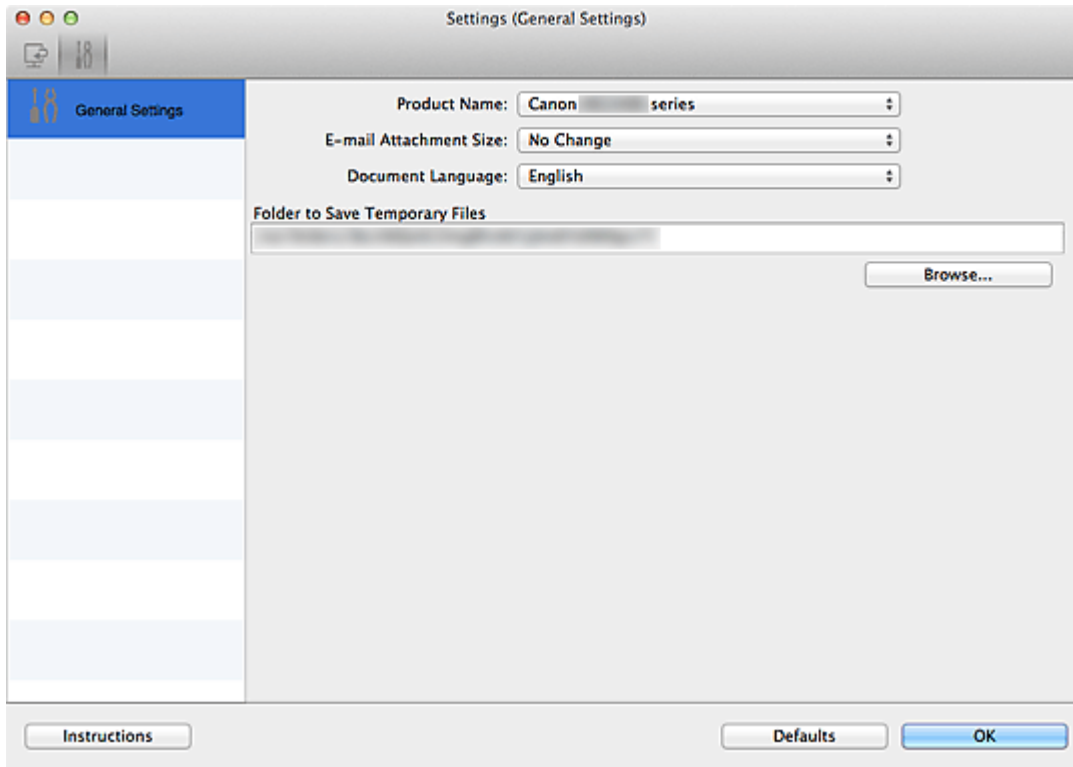 Settings (General Settings)
General Settings
Product Name: Canon series
E-mail Attachment Size: No Change
Document Language: English
Folder to Save Temporary Files
Browse...
Instructions
Defaults
OK